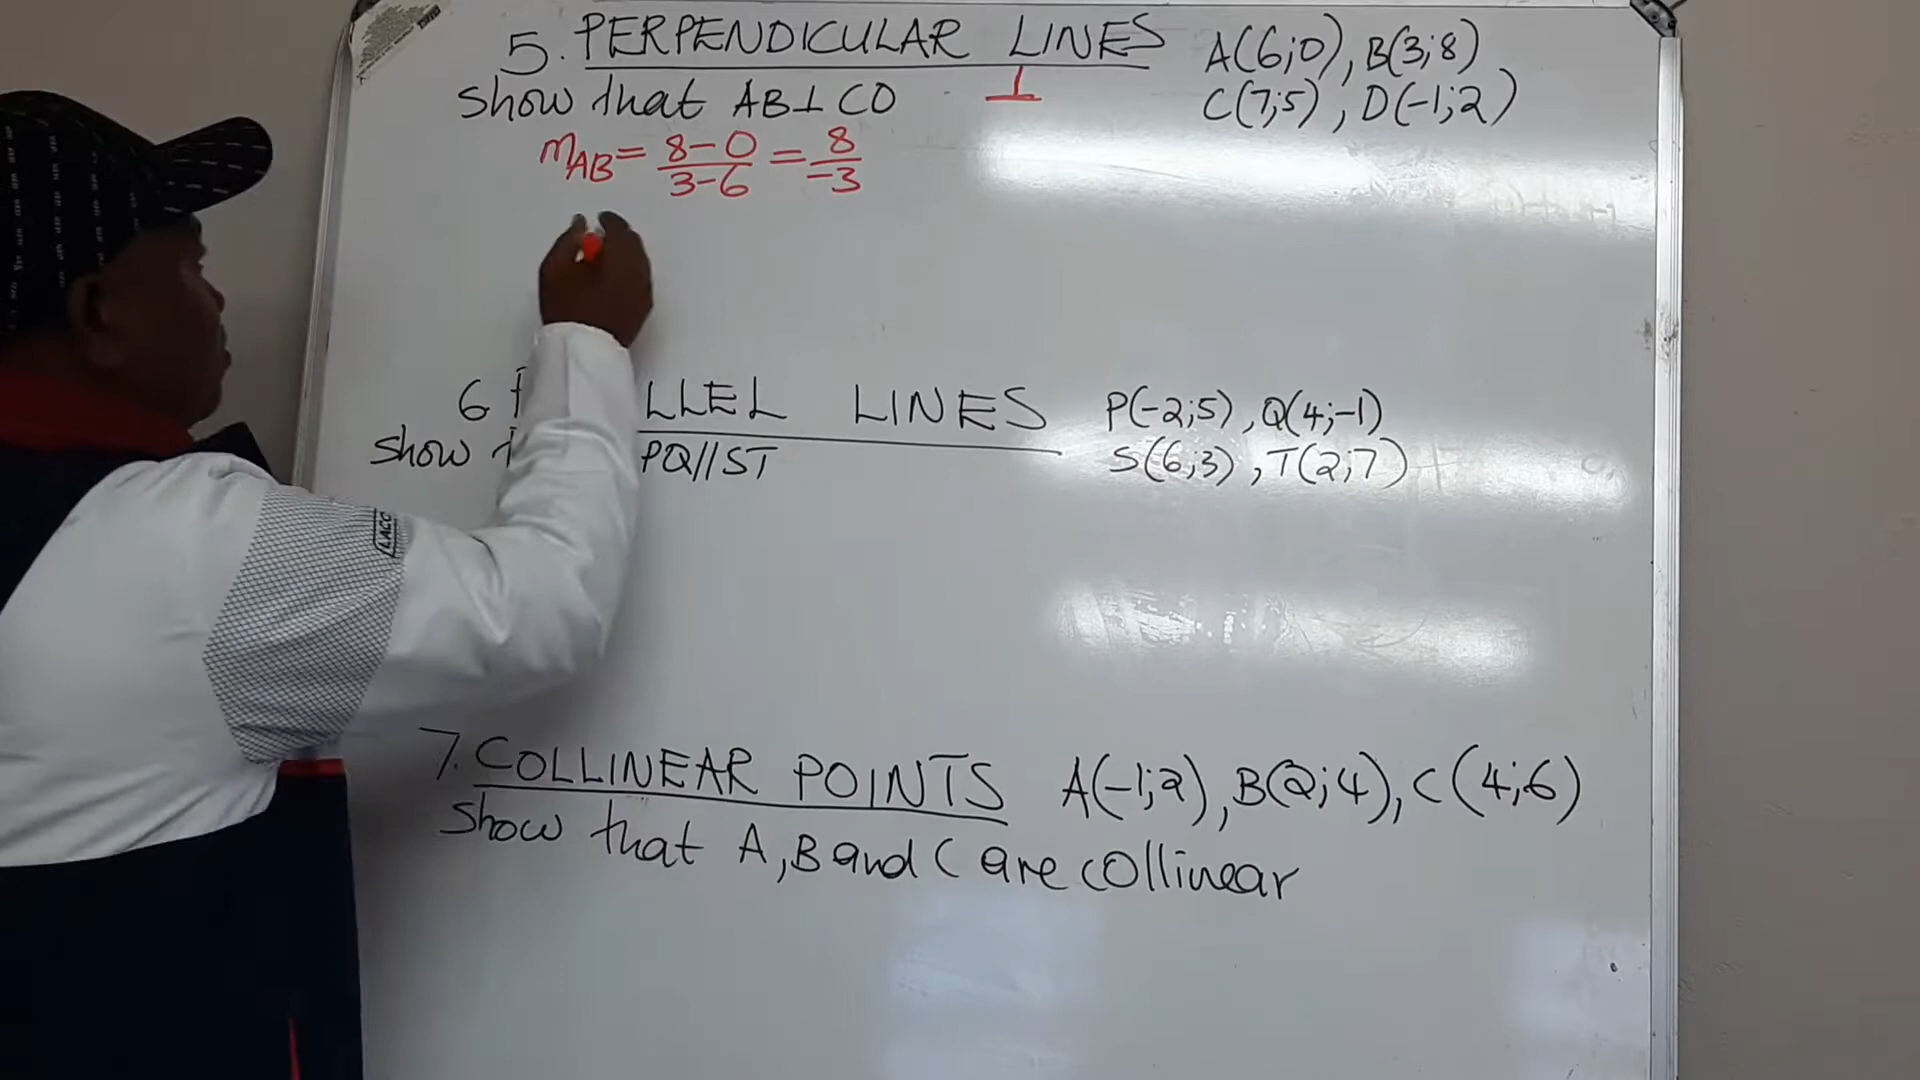 5. PERPENDICULAR LINES A(6;0), B(3;8)
Show that AB⊥CD ⊥ C(7;5), D(-1;2)
mAB = 8-0/3-6 = 8/-3
6 LLEL LINES P(-2;5), Q(4;-1)
Show PQ//ST S(6;3), T(2;7)
7. COLLINEAR POINTS A(-1;2), B(2;4), C(4;6)
Show that A, B and C are collinear